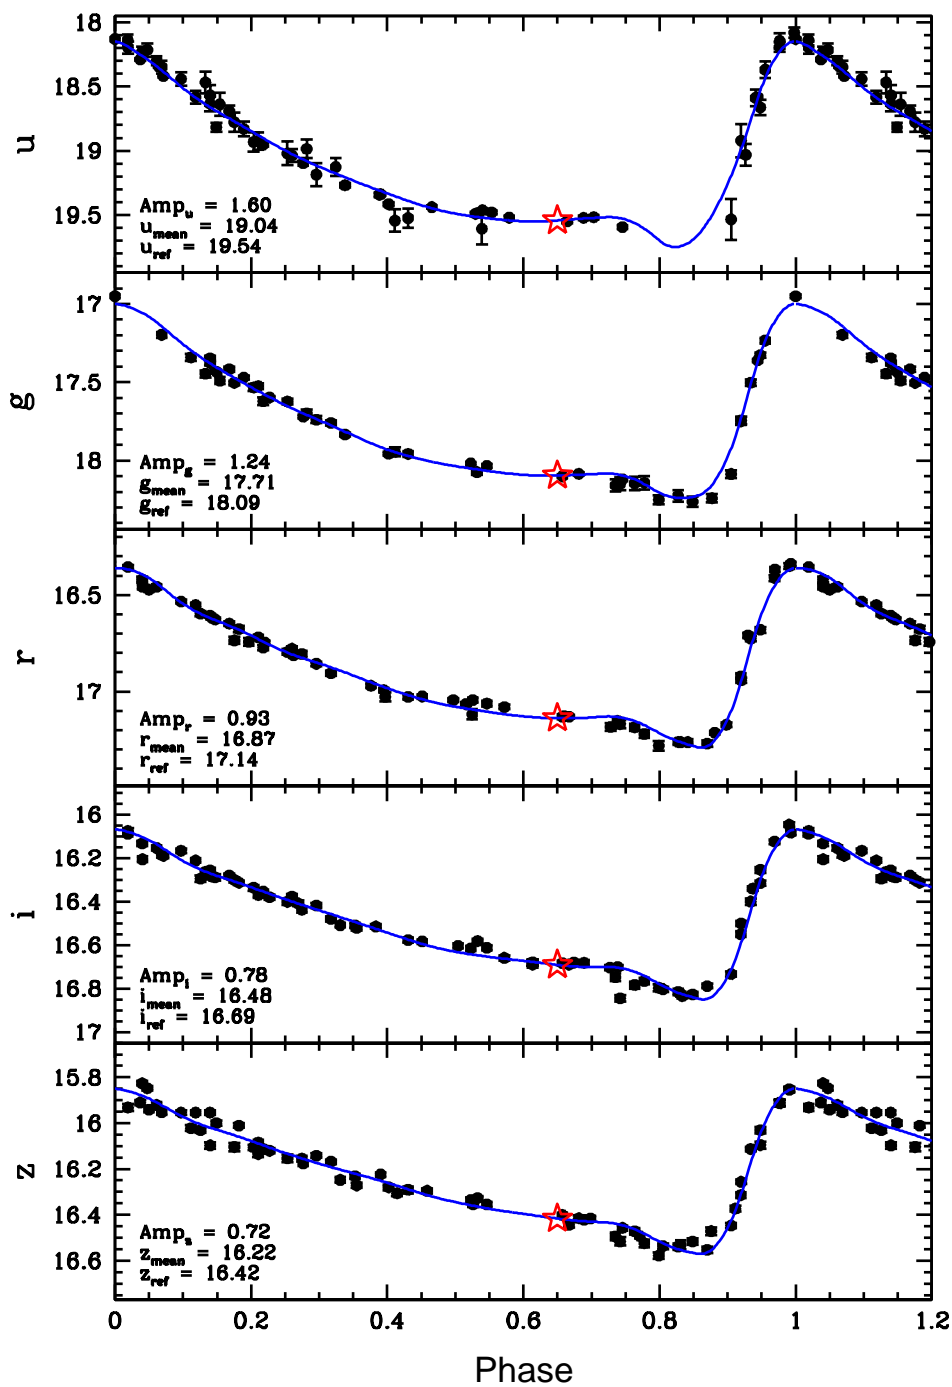 18
18.5
19
19.5
u
Amp_u = 1.60
u_mean = 19.04
u_ref = 19.54
17
17.5
18
g
Amp_g = 1.24
g_mean = 17.71
g_ref = 18.09
16.5
17
r
Amp_r = 0.93
r_mean = 16.87
r_ref = 17.14
16
16.2
16.4
16.6
16.8
17
i
Amp_i = 0.78
i_mean = 16.48
i_ref = 16.69
15.8
16
16.2
16.4
16.6
z
Amp_z = 0.72
z_mean = 16.22
z_ref = 16.42
0 0.2 0.4 0.6 0.8 1 1.2
Phase